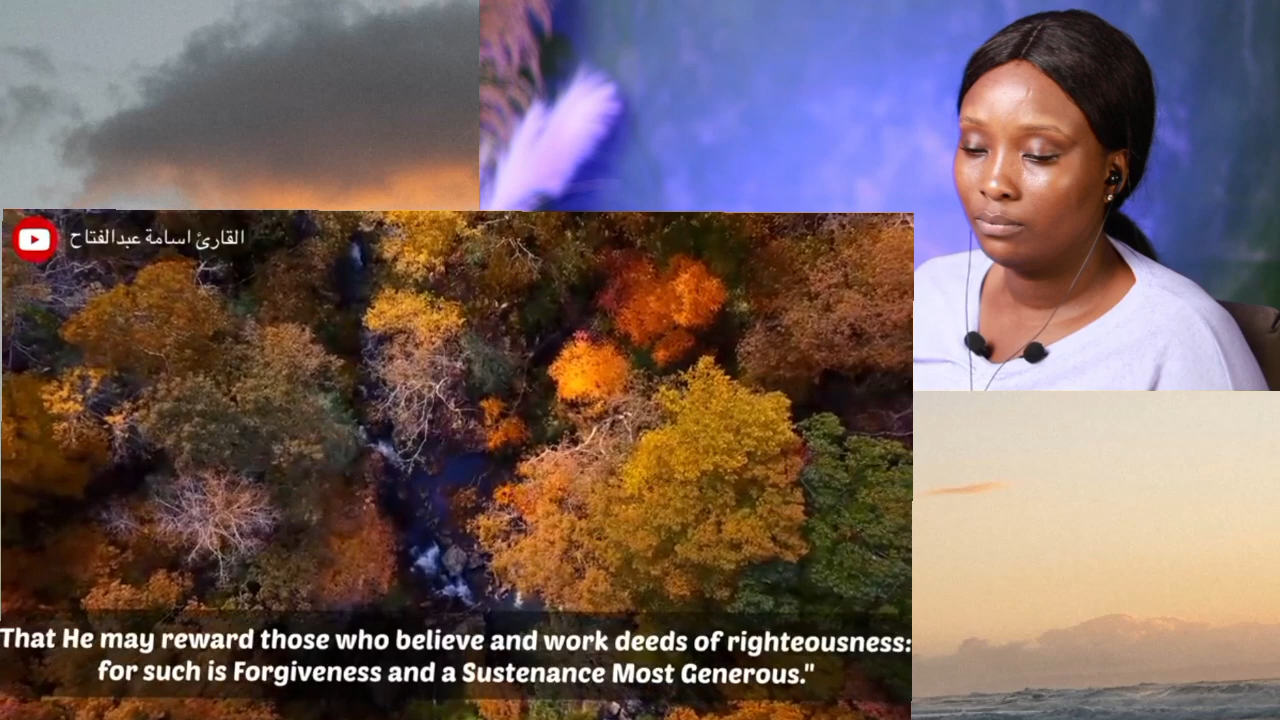 القارئ اسامة عبدالفتاح
That He may reward those who believe and work deeds of righteousness:
for such is Forgiveness and a Sustenance Most Generous."